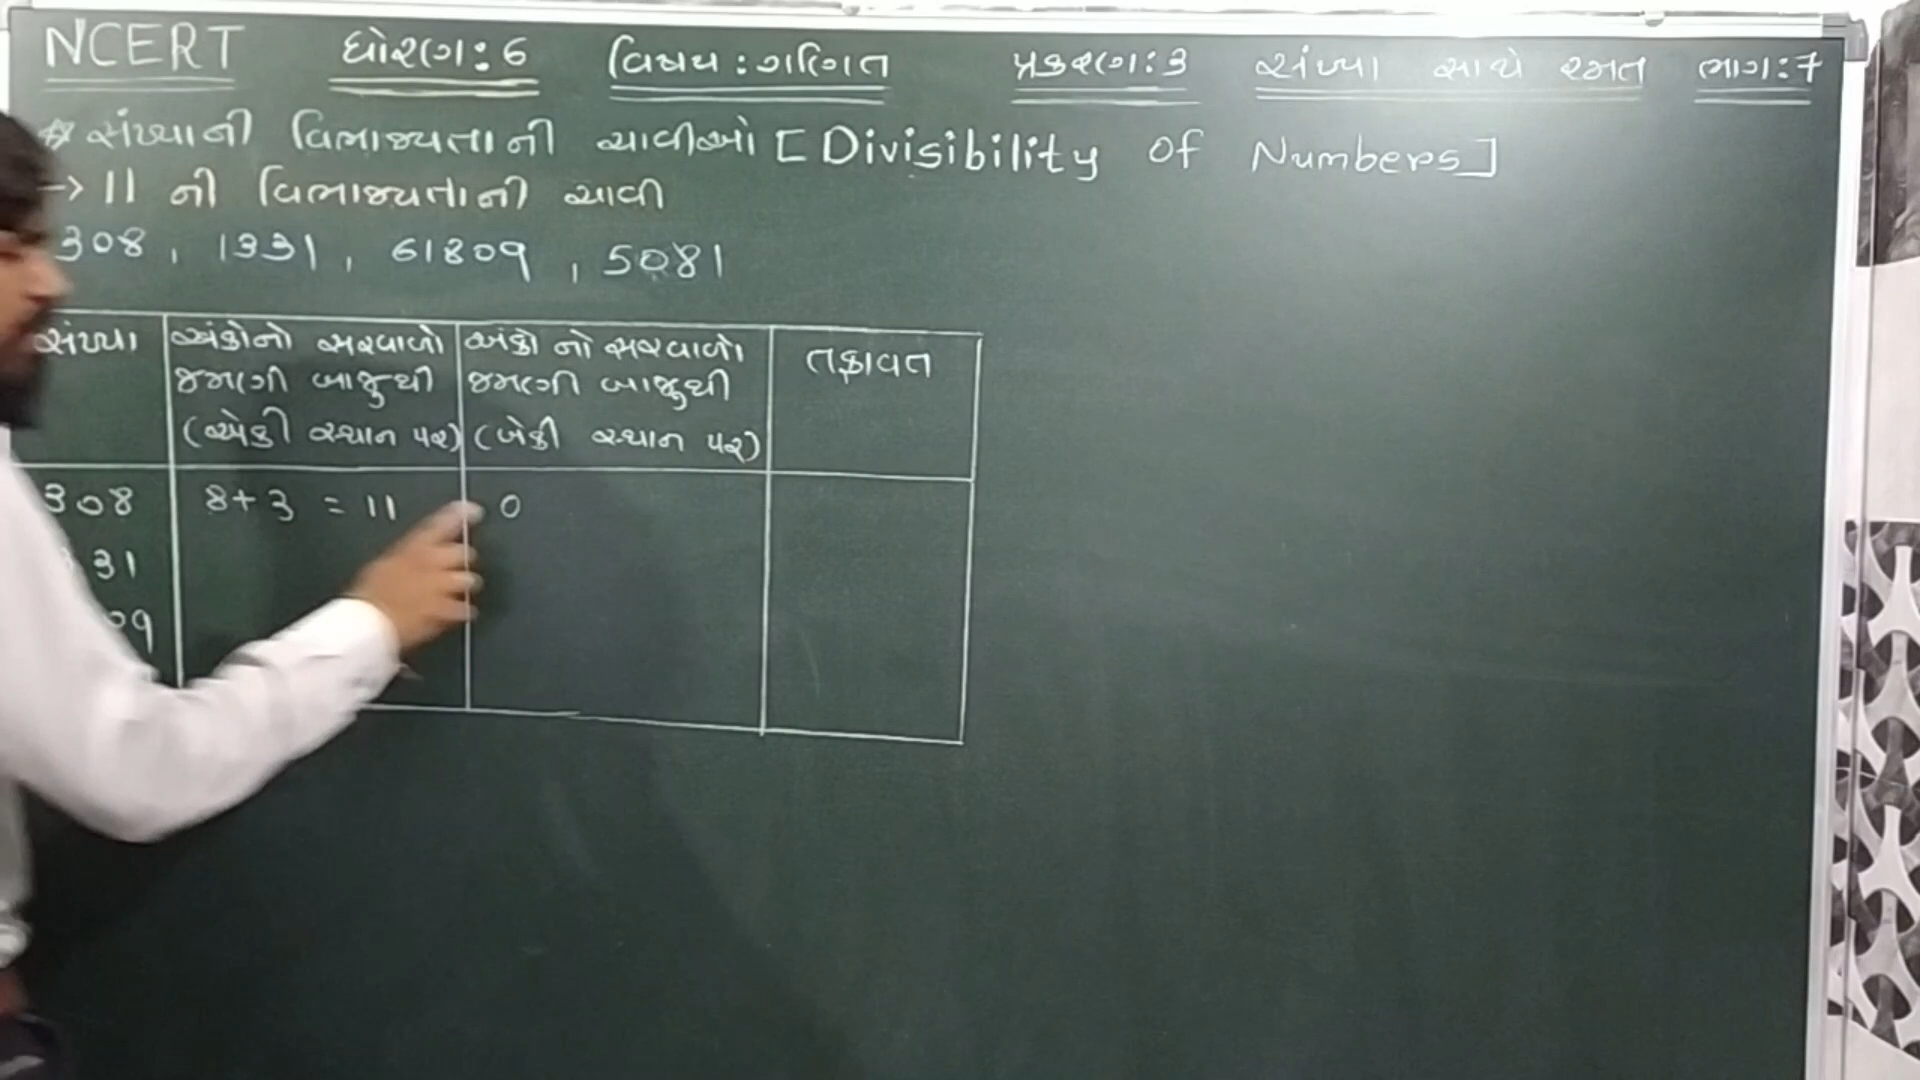 NCERT ધોરણ: 6 વિષય : ગણિત પ્રકરણ: 3 સંખ્યા સાથે રમત ભાગ: 7
☆ સંખ્યાની વિભાજ્યતાની ચાવીઓ [ Divisibility Of Numbers ]
→ 11 ની વિભાજ્યતાની ચાવી
308 , 1331 , 61809 , 5081
સંખ્યા
અંકોનો સરવાળો
જમણી બાજુથી
(એકી સ્થાન પર)
અંકો નો સરવાળો
જમણી બાજુથી
(બેકી સ્થાન પર)
તફાવત
308 8+3 = 11 0
31
09